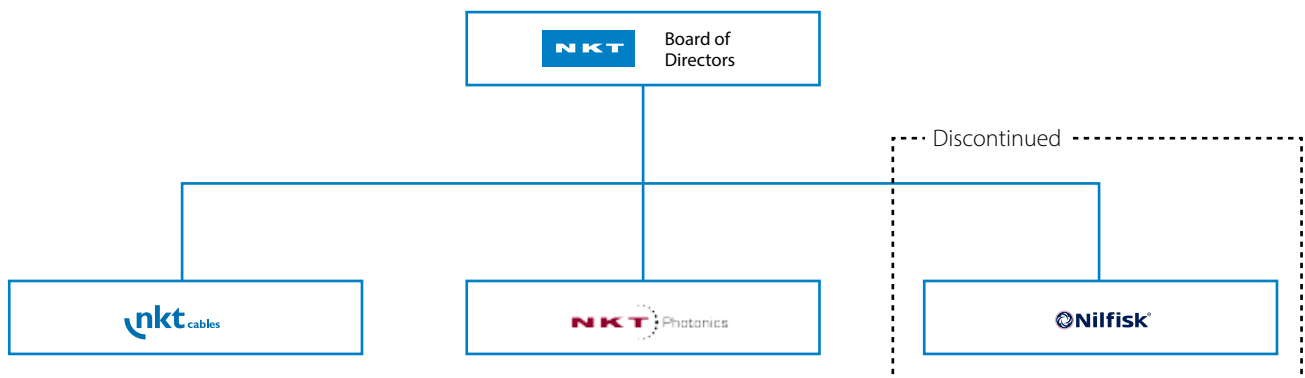 NKT Board of
Directors
Discontinued
nkt cables
NKT Photonics
Nilfisk®